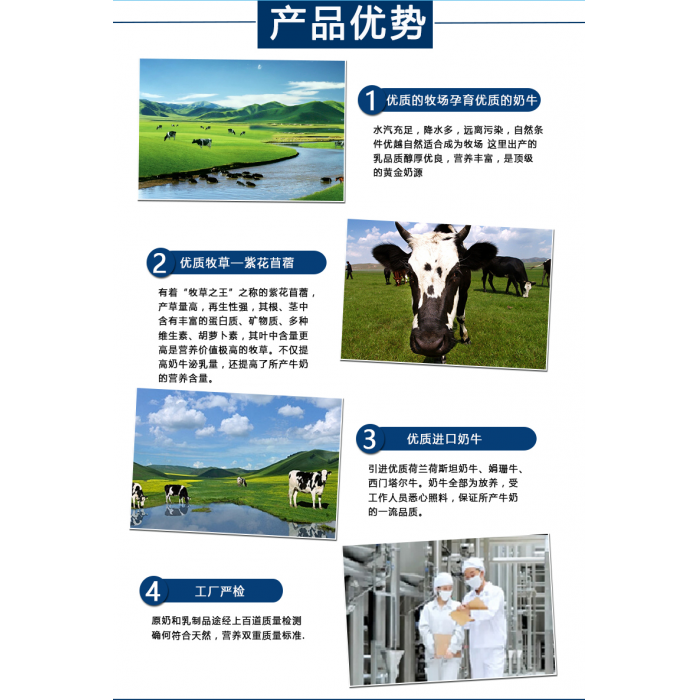 产品优势
1 优质的牧场孕育优质的奶牛
水汽充足，降水多，远离污染，自然条
件优越自然适合成为牧场 这里出产的
乳品质醇厚优良，营养丰富，是顶级
的黄金奶源
2 优质牧草—紫花苜蓿
有着“牧草之王”之称的紫花苜蓿，
产草量高，再生性强，其根、茎中
含有丰富的蛋白质、矿物质、多种
维生素、胡萝卜素，其叶中含量更
高是营养价值极高的牧草。不仅提
高奶牛泌乳量，还提高了所产牛奶
的营养含量。
3 优质进口奶牛
引进优质荷兰荷斯坦奶牛、娟珊牛、
西门塔尔牛。奶牛全部为放养，受
工作人员悉心照料，保证所产牛奶
的一流品质。
4 工厂严检
原奶和乳制品途经上百道质量检测
确何符合天然，营养双重质量标准.